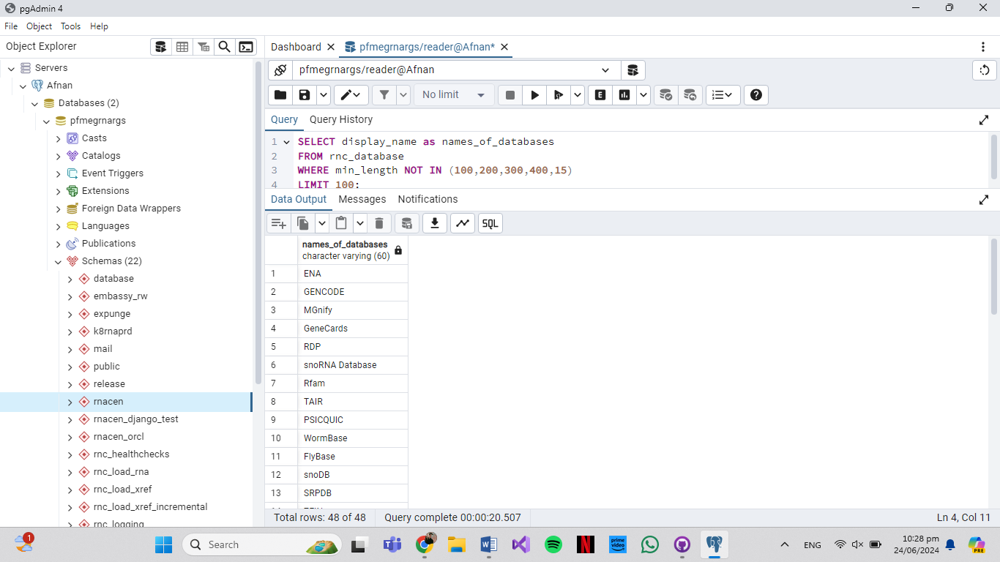 pgAdmin 4
File Object Tools Help
Object Explorer
Dashboard
pfmegrnargs/reader@Afnan*
Servers
Afnan
Databases (2)
pfmegrnargs
Casts
Catalogs
Event Triggers
Extensions
Foreign Data Wrappers
Languages
Publications
Schemas (22)
database
embassy_rw
expunge
k8rnaprd
mail
public
release
rnacen
rnacen_django_test
rnacen_orcl
rnc_healthchecks
rnc_load_rna
rnc_load_xref
rnc_load_xref_incremental
rnc_logging
pfmegrnargs/reader@Afnan
No limit
E
Query Query History
1 SELECT display_name as names_of_databases
2 FROM rnc_database
3 WHERE min_length NOT IN (100,200,300,400,15)
4 LIMIT 100;
Data Output Messages Notifications
SQL
names_of_databases
character varying (60)
1 ENA
2 GENCODE
3 MGnify
4 GeneCards
5 RDP
6 snoRNA Database
7 Rfam
8 TAIR
9 PSICQUIC
10 WormBase
11 FlyBase
12 snoDB
13 SRPDB
Total rows: 48 of 48 Query complete 00:00:20.507 Ln 4, Col 11
1
Search
prime video
ENG
10:28 pm
24/06/2024
PRE